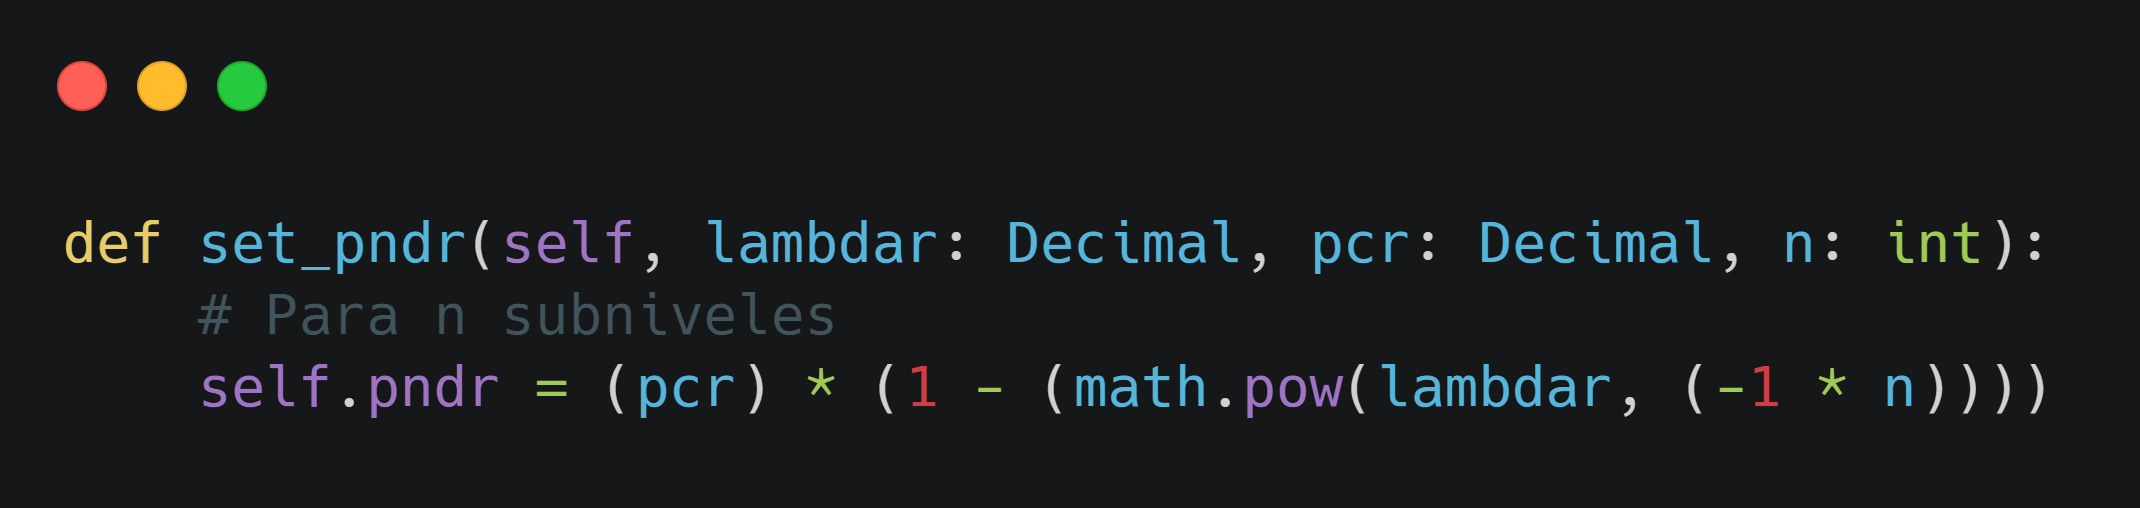 def set_pndr(self, lambdar: Decimal, pcr: Decimal, n: int):
    # Para n subniveles
    self.pndr = (pcr) * (1 - (math.pow(lambdar, (-1 * n))))